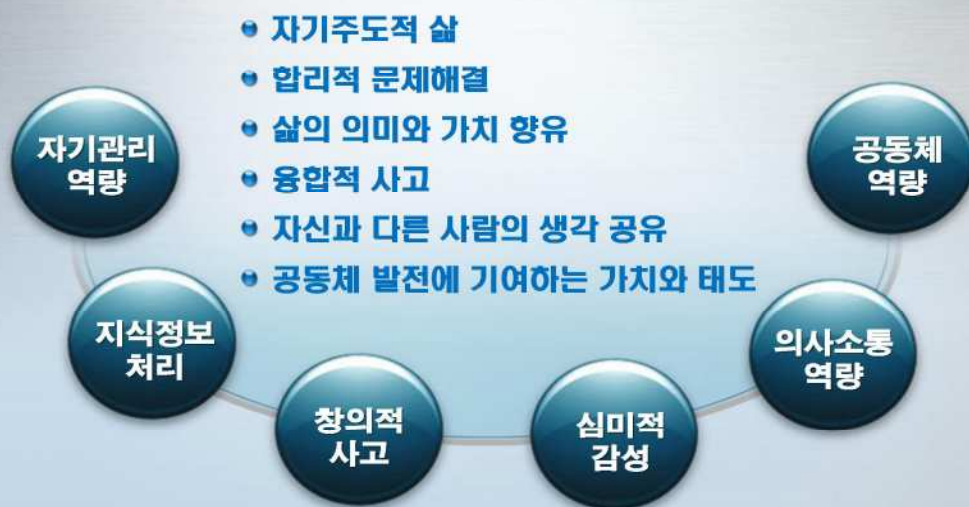 자기주도적 삶
합리적 문제해결
삶의 의미와 가치 향유
융합적 사고
자신과 다른 사람의 생각 공유
공동체 발전에 기여하는 가치와 태도
자기관리
역량
지식정보
처리
창의적
사고
심미적
감성
의사소통
역량
공동체
역량